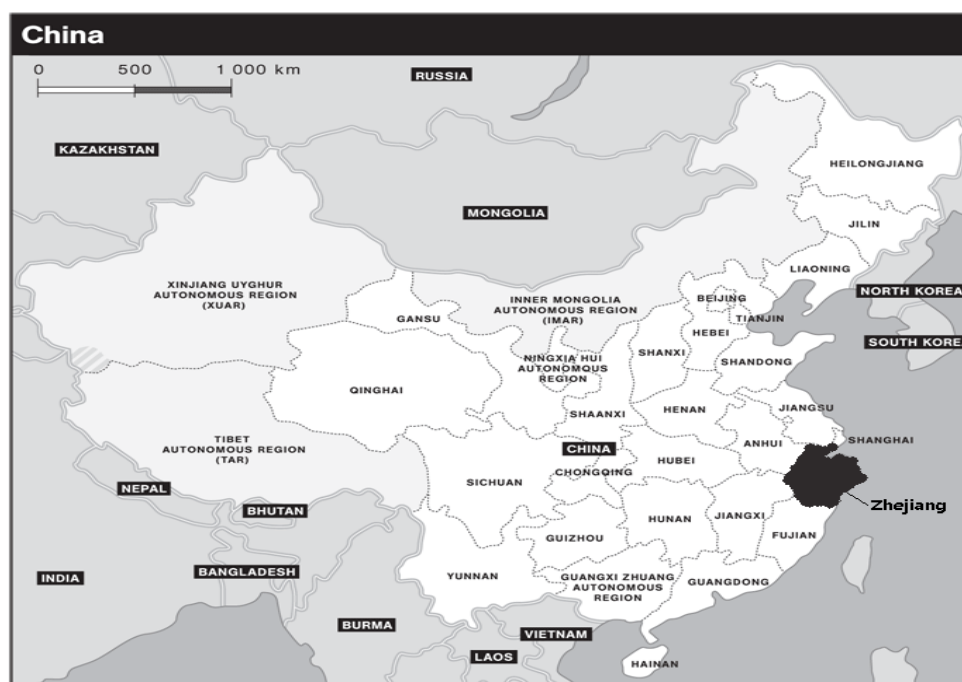 China
0 500 1 000 km
RUSSIA
KAZAKHSTAN
HEILONGJIANG
MONGOLIA
JILIN
LIAONING
XINJIANG UYGHUR
AUTONOMOUS REGION
(XUAR)
INNER MONGOLIA
AUTONOMOUS REGION
(IMAR)
BEIJING
NORTH KOREA
GANSU
TIANJIN
HEBEI
SOUTH KORE
NINGXIA HUI
AUTONOMOUS
REGION
SHANXI
SHANDONG
QINGHAI
SHAANXI
HENAN
JIANGSU
TIBET
AUTONOMOUS REGION
(TAR)
CHINA
ANHUI
SHANGHAI
HUBEI
CHONGQING
SICHUAN
NEPAL
BHUTAN
Zhejiang
HUNAN
JIANGXI
FUJIAN
GUIZHOU
INDIA
BANGLADESH
YUNNAN
GUANGXI ZHUANG
AUTONOMOUS
REGION
GUANGDONG
BURMA
VIETNAM
LAOS
HAINAN